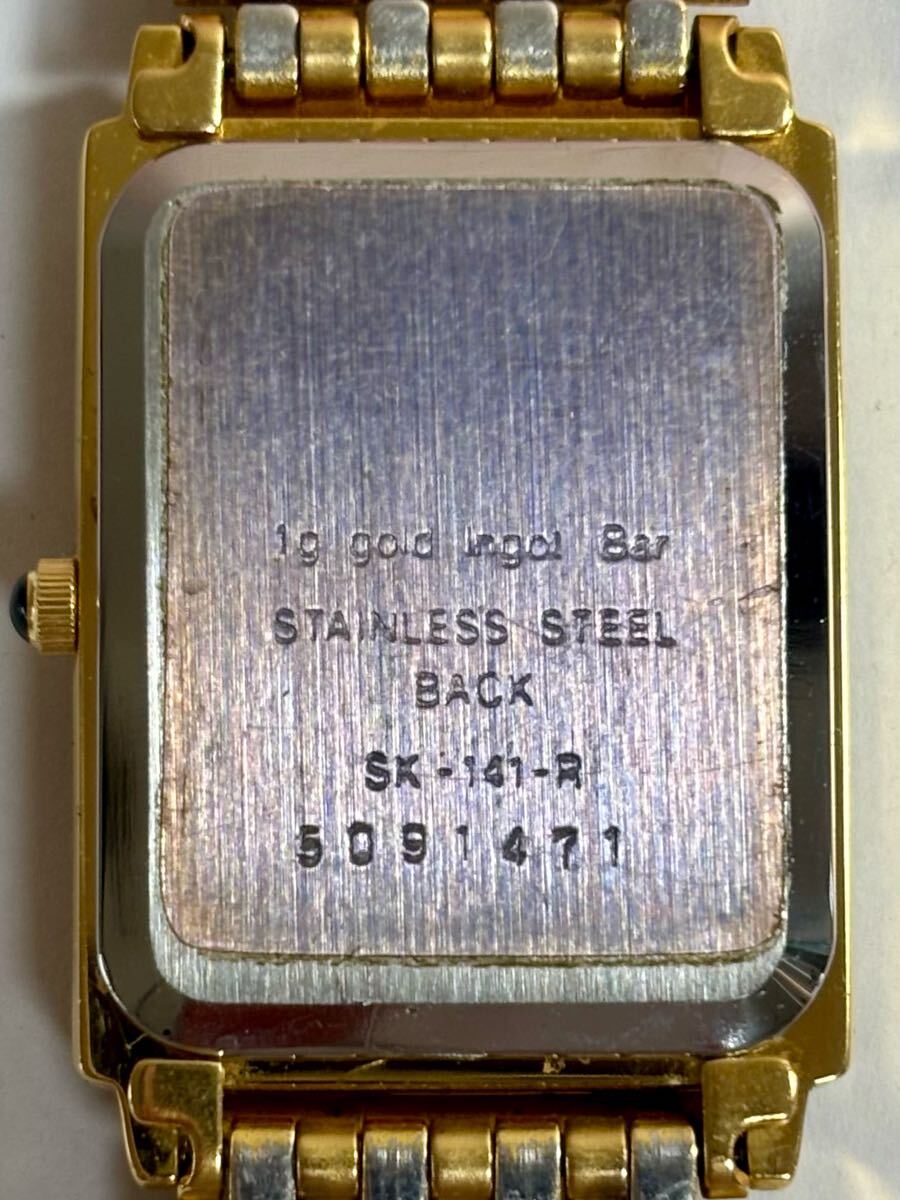 1g gold Ingot Bar
STAINLESS STEEL
BACK
SK-141-R
5091471